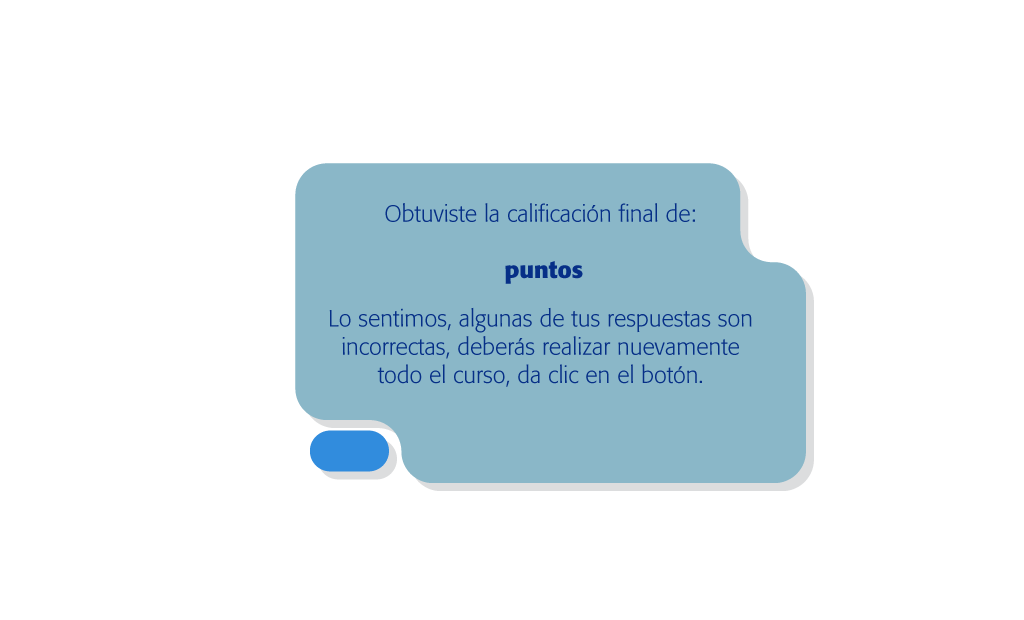 Obtuviste la calificación final de:
puntos
Lo sentimos, algunas de tus respuestas son
incorrectas, deberás realizar nuevamente
todo el curso, da clic en el botón.